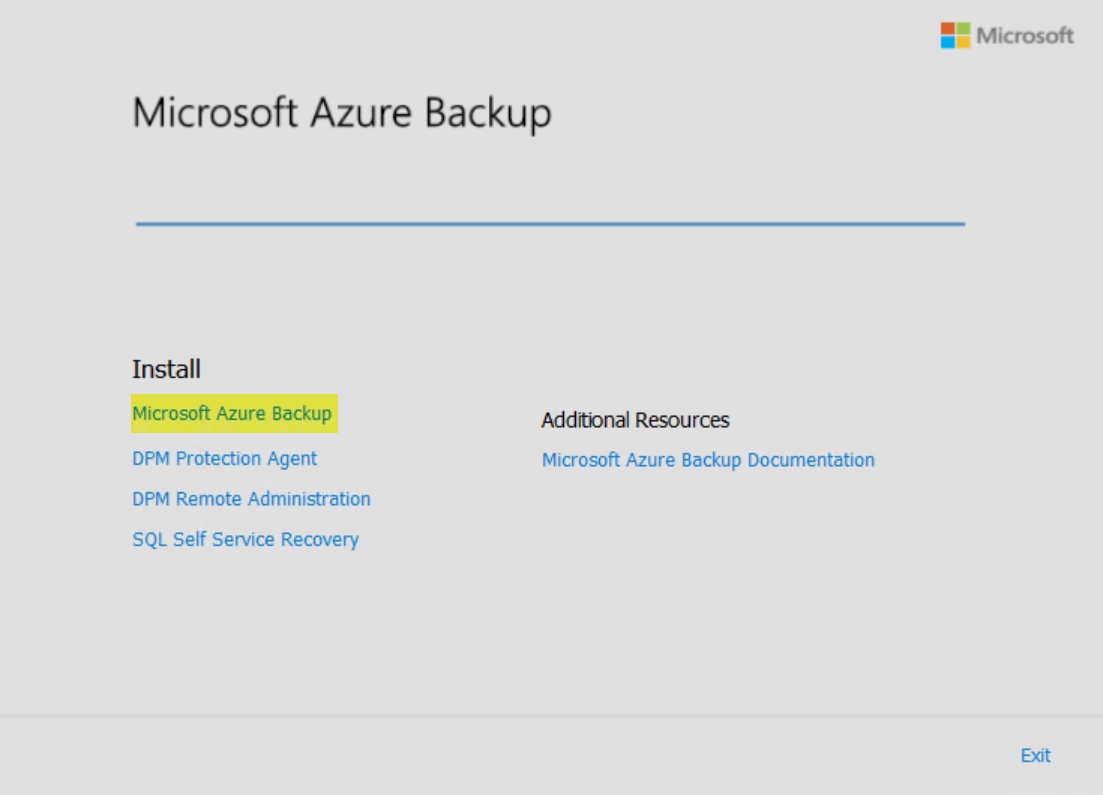 Microsoft
Microsoft Azure Backup
Install
Microsoft Azure Backup
DPM Protection Agent
DPM Remote Administration
SQL Self Service Recovery
Additional Resources
Microsoft Azure Backup Documentation
Exit